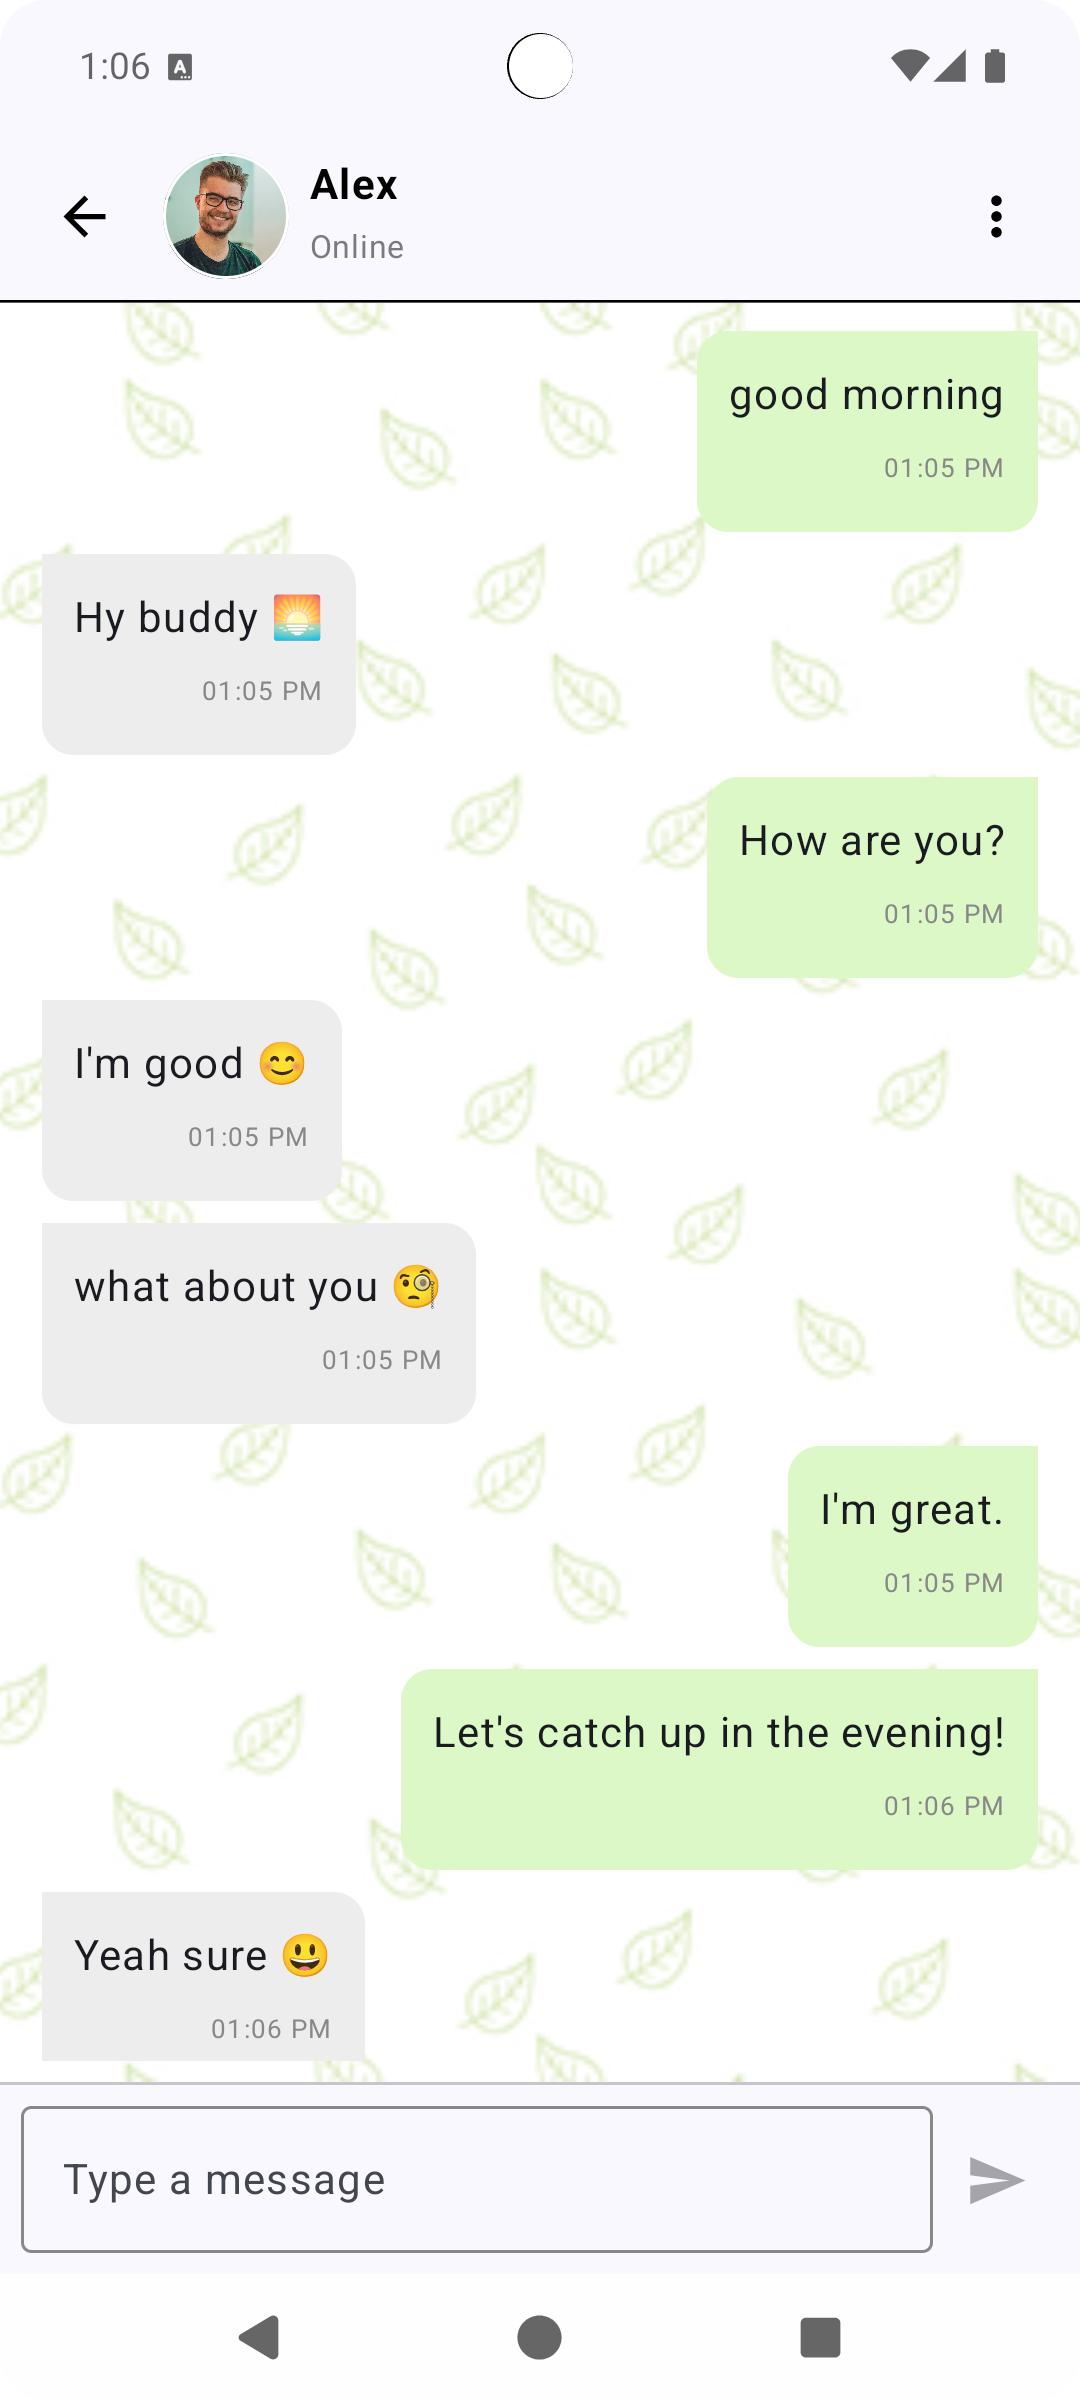 1:06
Alex
Online
good morning
01:05 PM
Hy buddy 🌅
01:05 PM
How are you?
01:05 PM
I'm good 😊
01:05 PM
what about you 🧐
01:05 PM
I'm great.
01:05 PM
Let's catch up in the evening!
01:06 PM
Yeah sure 😃
01:06 PM
Type a message